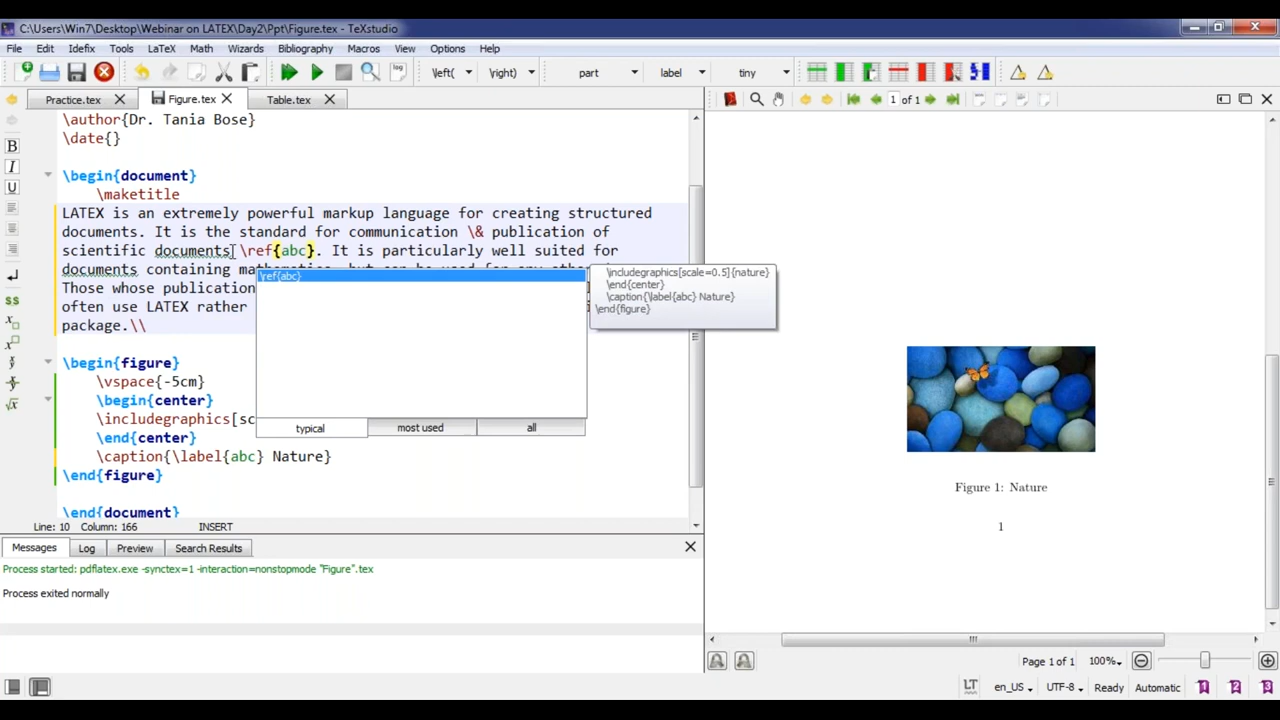 C:\Users\Win7\Desktop\Webinar on LATEX\Day2\Ppt\Figure.tex - TeXstudio
File Edit Idefix Tools LaTeX Math Wizards Bibliography Macros View Options Help
log \left( \right) part label tiny
Practice.tex Figure.tex Table.tex
1 of 1
\author{Dr. Tania Bose}
\date{}
\begin{document}
\maketitle
LATEX is an extremely powerful markup language for creating structured
documents. It is the standard for communication \& publication of
scientific documents \ref{abc}. It is particularly well suited for
documents containing
\ref{abc}
Those whose publication
often use LATEX rather
package.\\
\includegraphics[scale=0.5]{nature}
\end{center}
\caption{\label{abc} Nature}
\end{figure}
\begin{figure}
\vspace{-5cm}
\begin{center}
\includegraphics[sc
\end{center}
\caption{\label{abc} Nature}
\end{figure}
\end{document}
typical most used all
Line: 10 Column: 166 INSERT
Messages Log Preview Search Results
Process started: pdflatex.exe -synctex=1 -interaction=nonstopmode "Figure".tex
Process exited normally
Figure 1: Nature
1
Page 1 of 1 100%
LT en_US UTF-8 Ready Automatic 1 2 3